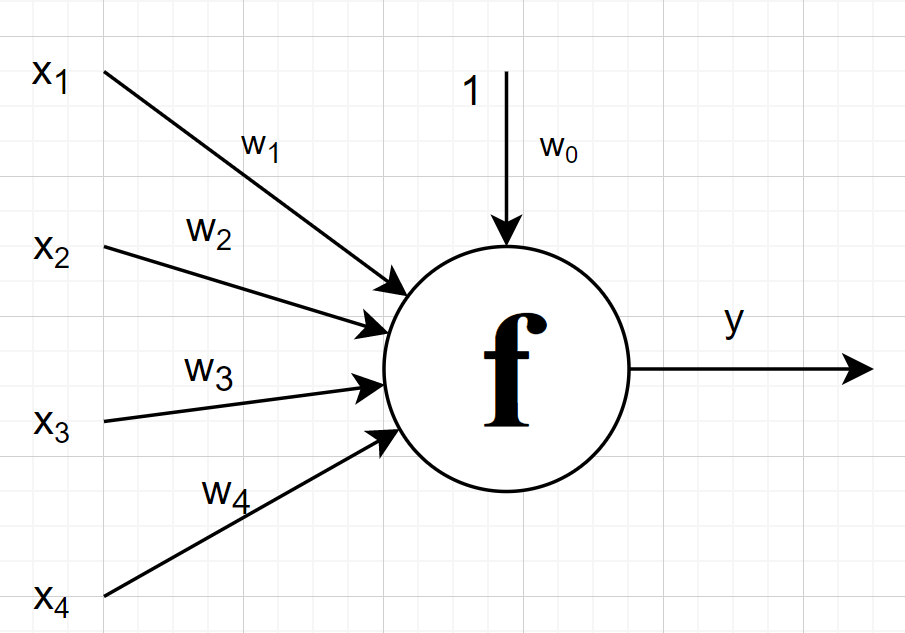 x₁
1
w₁
w₀
w₂
x₂
y
f
w₃
x₃
w₄
x₄